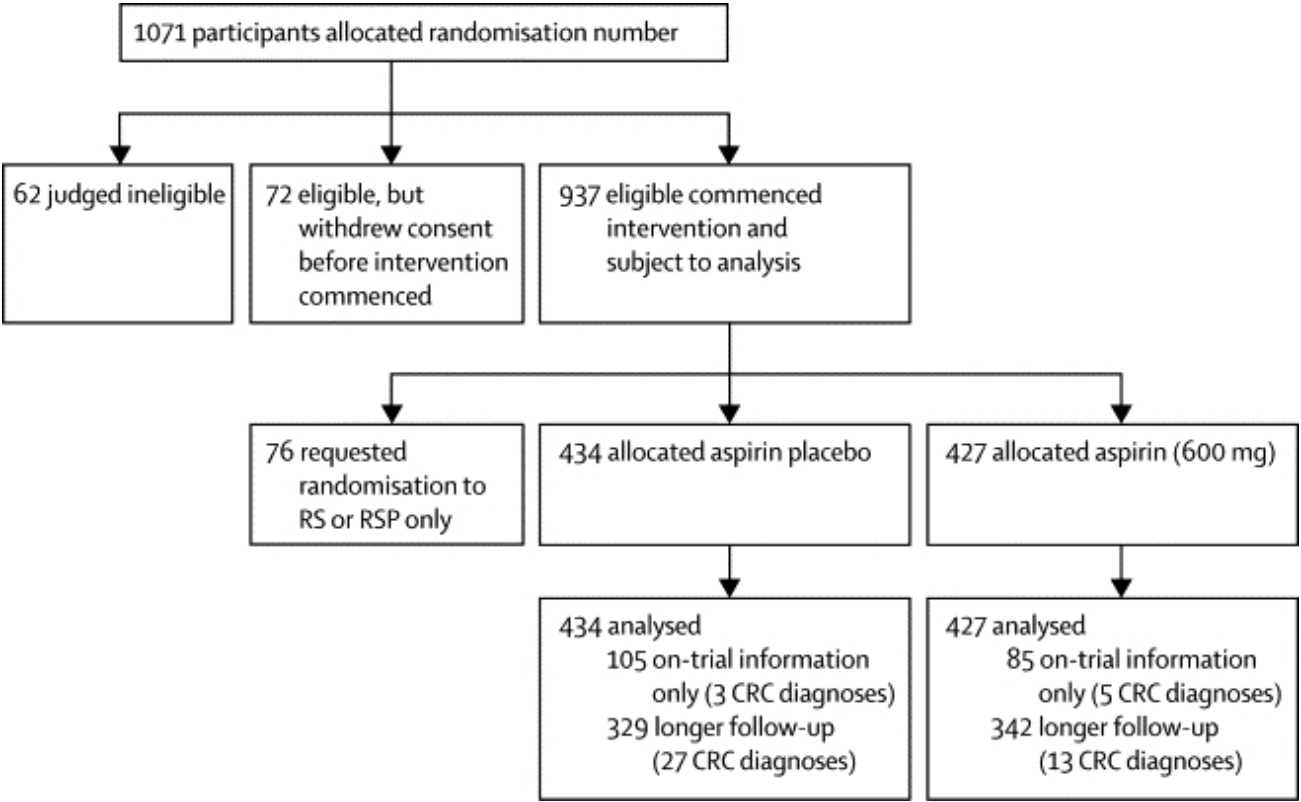 1071 participants allocated randomisation number
62 judged ineligible
72 eligible, but
withdrew consent
before intervention
commenced
937 eligible commenced
intervention and
subject to analysis
76 requested
randomisation to
RS or RSP only
434 allocated aspirin placebo
427 allocated aspirin (600 mg)
434 analysed
105 on-trial information
only (3 CRC diagnoses)
329 longer follow-up
(27 CRC diagnoses)
427 analysed
85 on-trial information
only (5 CRC diagnoses)
342 longer follow-up
(13 CRC diagnoses)